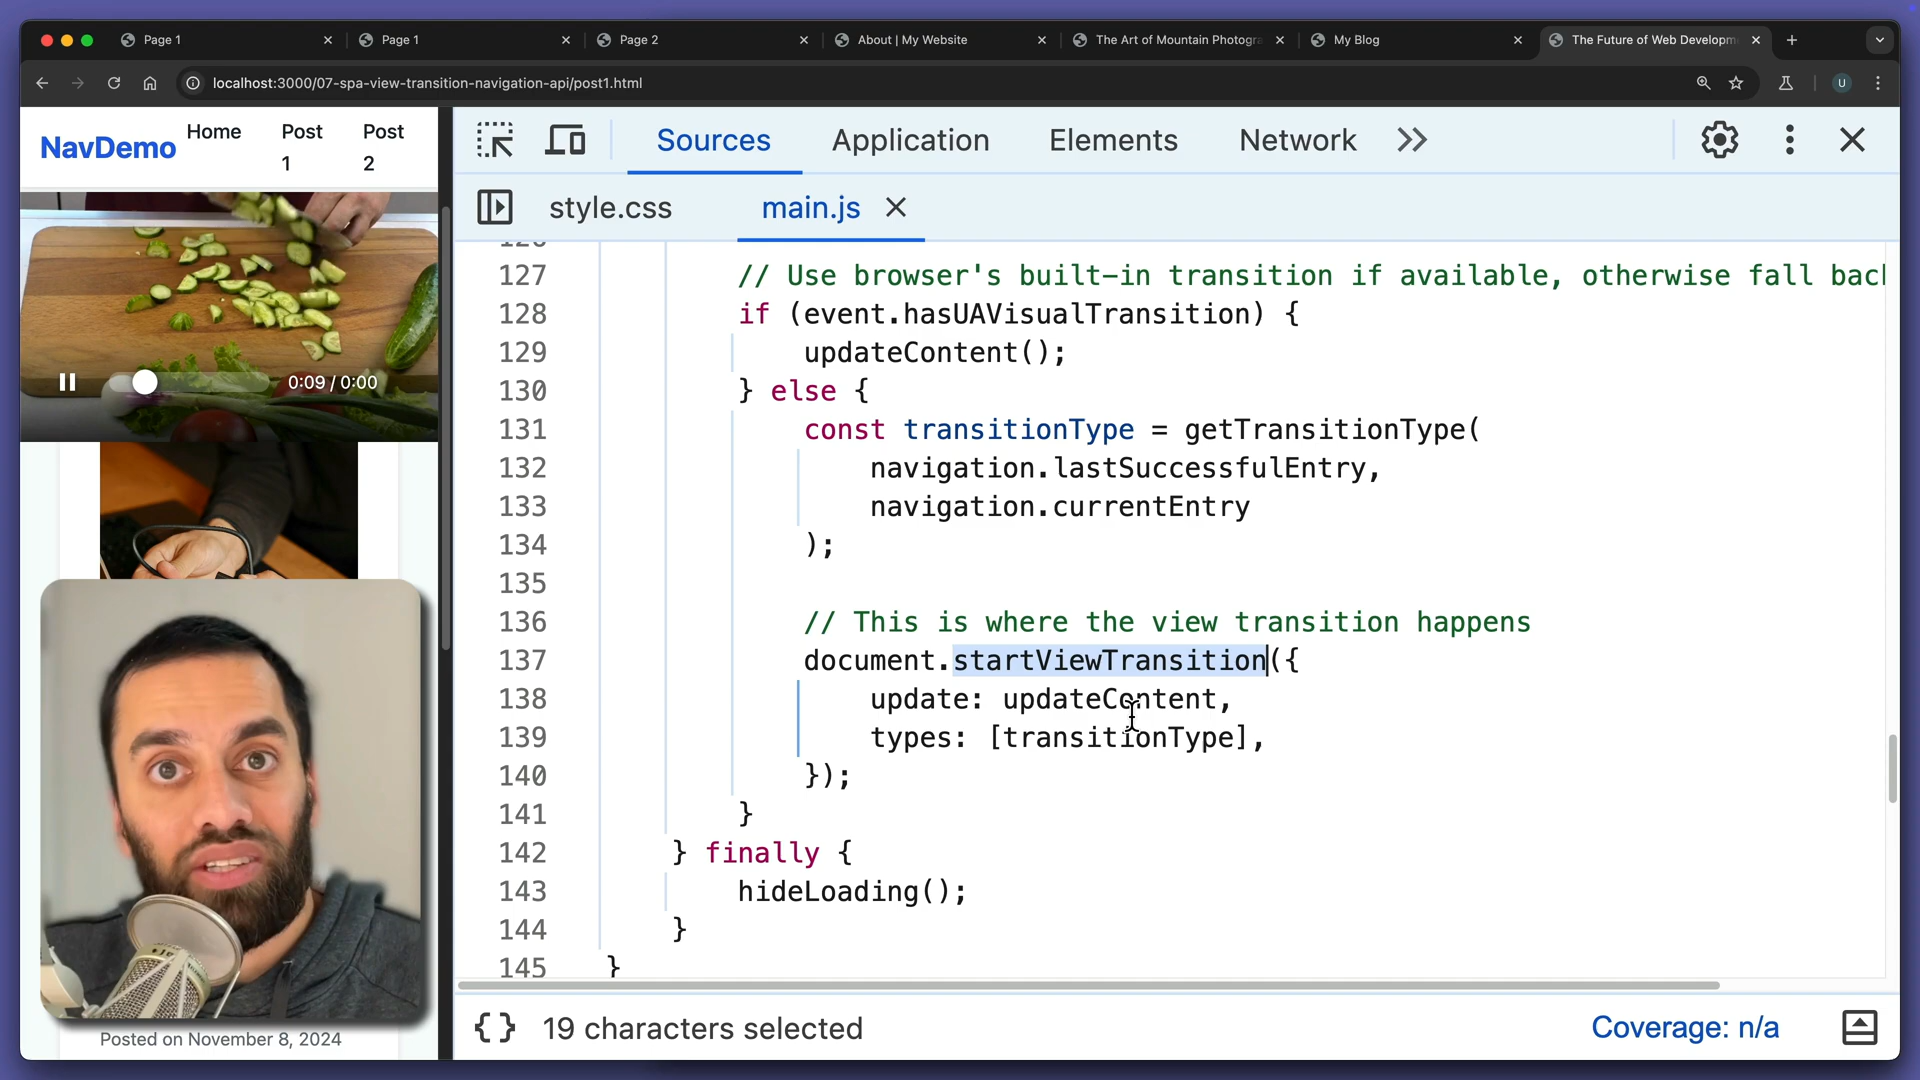 Page 1
Page 1
Page 2
About | My Website
The Art of Mountain Photogra
My Blog
The Future of Web Developm
localhost:3000/07-spa-view-transition-navigation-api/post1.html
U
NavDemo
Home
Post 1
Post 2
0:09 / 0:00
Posted on November 8, 2024
Sources
Application
Elements
Network
style.css
main.js
126
127 // Use browser's built-in transition if available, otherwise fall bac
128 if (event.hasUAVisualTransition) {
129 updateContent();
130 } else {
131 const transitionType = getTransitionType(
132 navigation.lastSuccessfulEntry,
133 navigation.currentEntry
134 );
135
136 // This is where the view transition happens
137 document.startViewTransition({
138 update: updateContent,
139 types: [transitionType],
140 });
141 }
142 } finally {
143 hideLoading();
144 }
145 }
{} 19 characters selected
Coverage: n/a